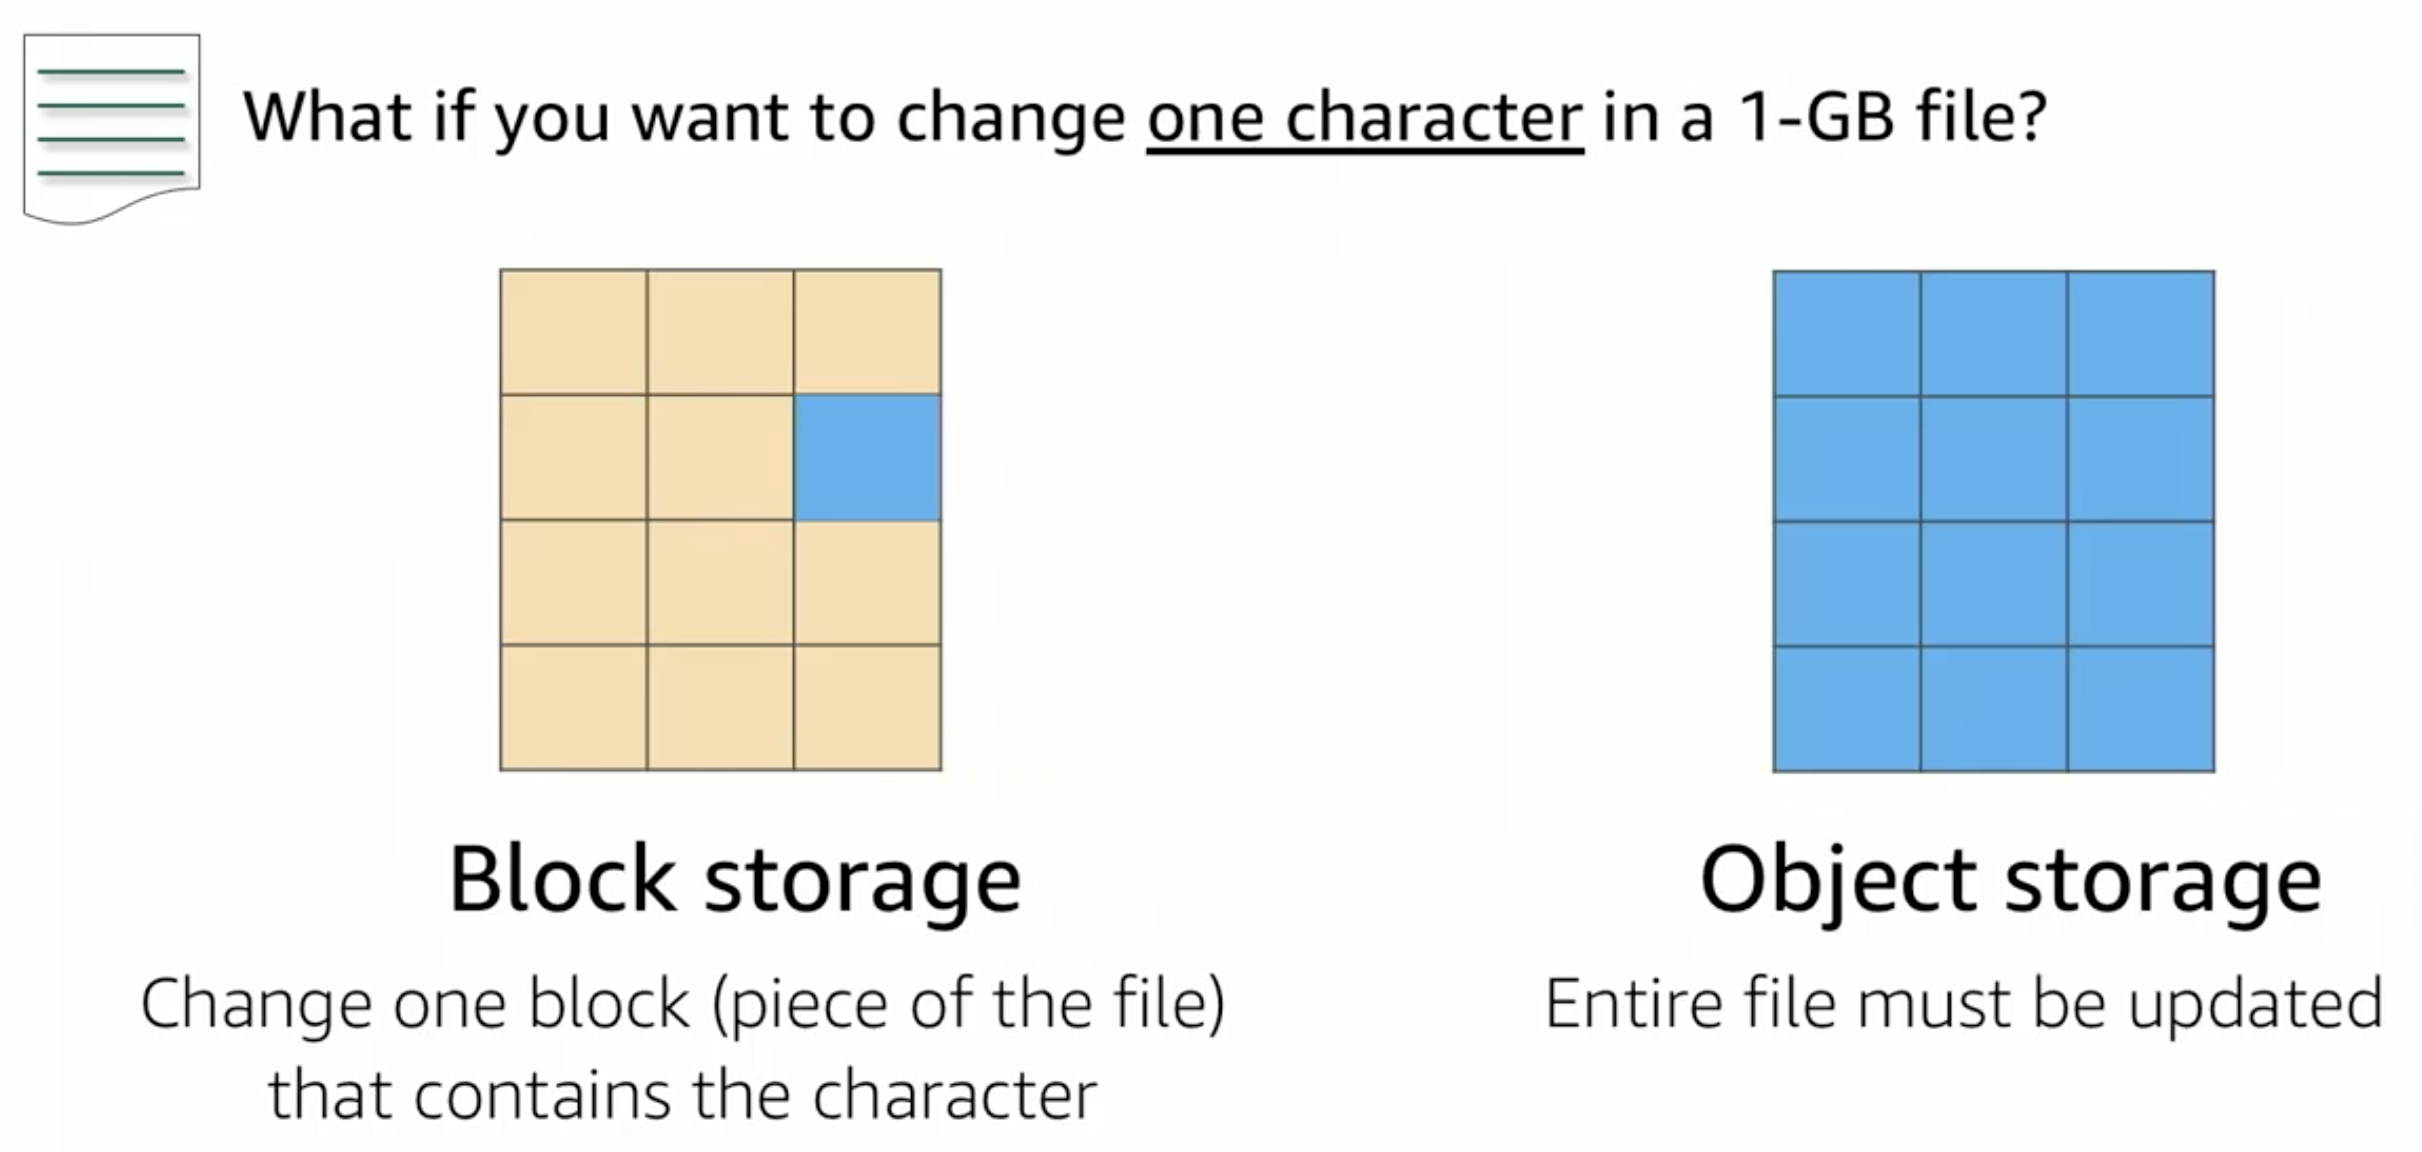 What if you want to change one character in a 1-GB file?
Block storage
Change one block (piece of the file)
that contains the character
Object storage
Entire file must be updated